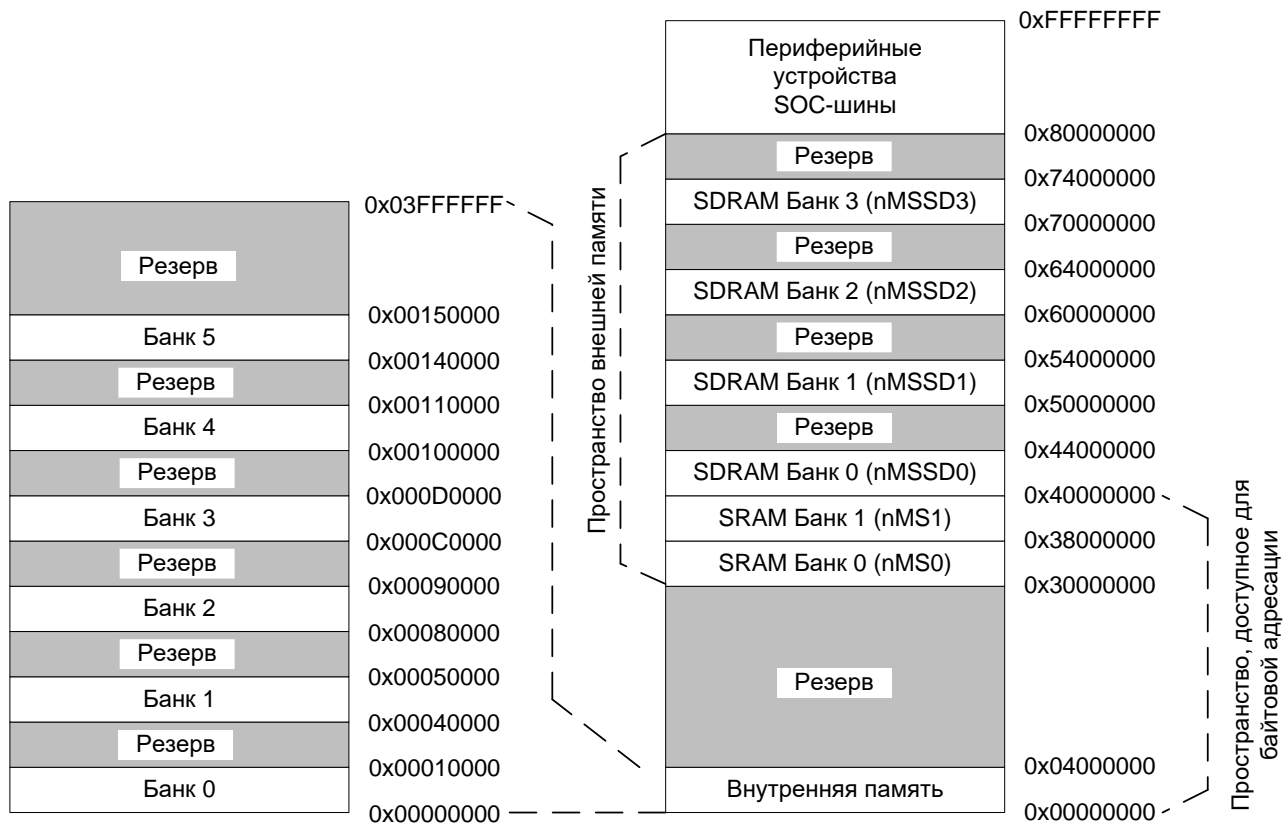 0xFFFFFFFF
Периферийные
устройства
SOC-шины
0x80000000
Резерв
0x74000000
SDRAM Банк 3 (nMSSD3)
0x70000000
Резерв
0x64000000
SDRAM Банк 2 (nMSSD2)
0x60000000
Резерв
0x54000000
SDRAM Банк 1 (nMSSD1)
0x50000000
Резерв
0x44000000
SDRAM Банк 0 (nMSSD0)
0x40000000
SRAM Банк 1 (nMS1)
0x38000000
SRAM Банк 0 (nMS0)
0x30000000
Резерв
0x04000000
Внутренняя память
0x00000000
Пространство внешней памяти
Пространство, доступное для
байтовой адресации
0x03FFFFFF
Резерв
0x00150000
Банк 5
0x00140000
Резерв
0x00110000
Банк 4
0x00100000
Резерв
0x000D0000
Банк 3
0x000C0000
Резерв
0x00090000
Банк 2
0x00080000
Резерв
0x00050000
Банк 1
0x00040000
Резерв
0x00010000
Банк 0
0x00000000